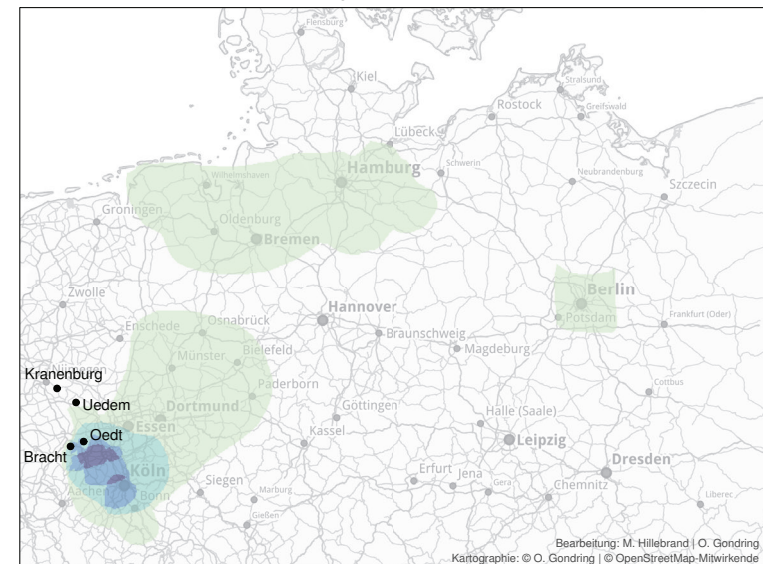 Flensburg
Kiel
Stralsund
Rostock
Greifswald
Lübeck
Hamburg
Schwerin
Neubrandenburg
Wilhelmshaven
Szczecin
Groningen
Oldenburg
Bremen
Zwolle
Berlin
Hannover
Potsdam
Frankfurt (Oder)
Enschede
Osnabrück
Braunschweig
Münster
Bielefeld
Magdeburg
Kranenburg
Paderborn
Cottbus
Uedem
Dortmund
Göttingen
Halle (Saale)
Essen
Oedt
Kassel
Leipzig
Bracht
Köln
Dresden
Erfurt
Jena
Siegen
Gera
Chemnitz
Aachen
Bonn
Marburg
Liberec
Gießen
Bearbeitung: M. Hillebrand | O. Gondring
Kartographie: © O. Gondring | © OpenStreetMap-Mitwirkende